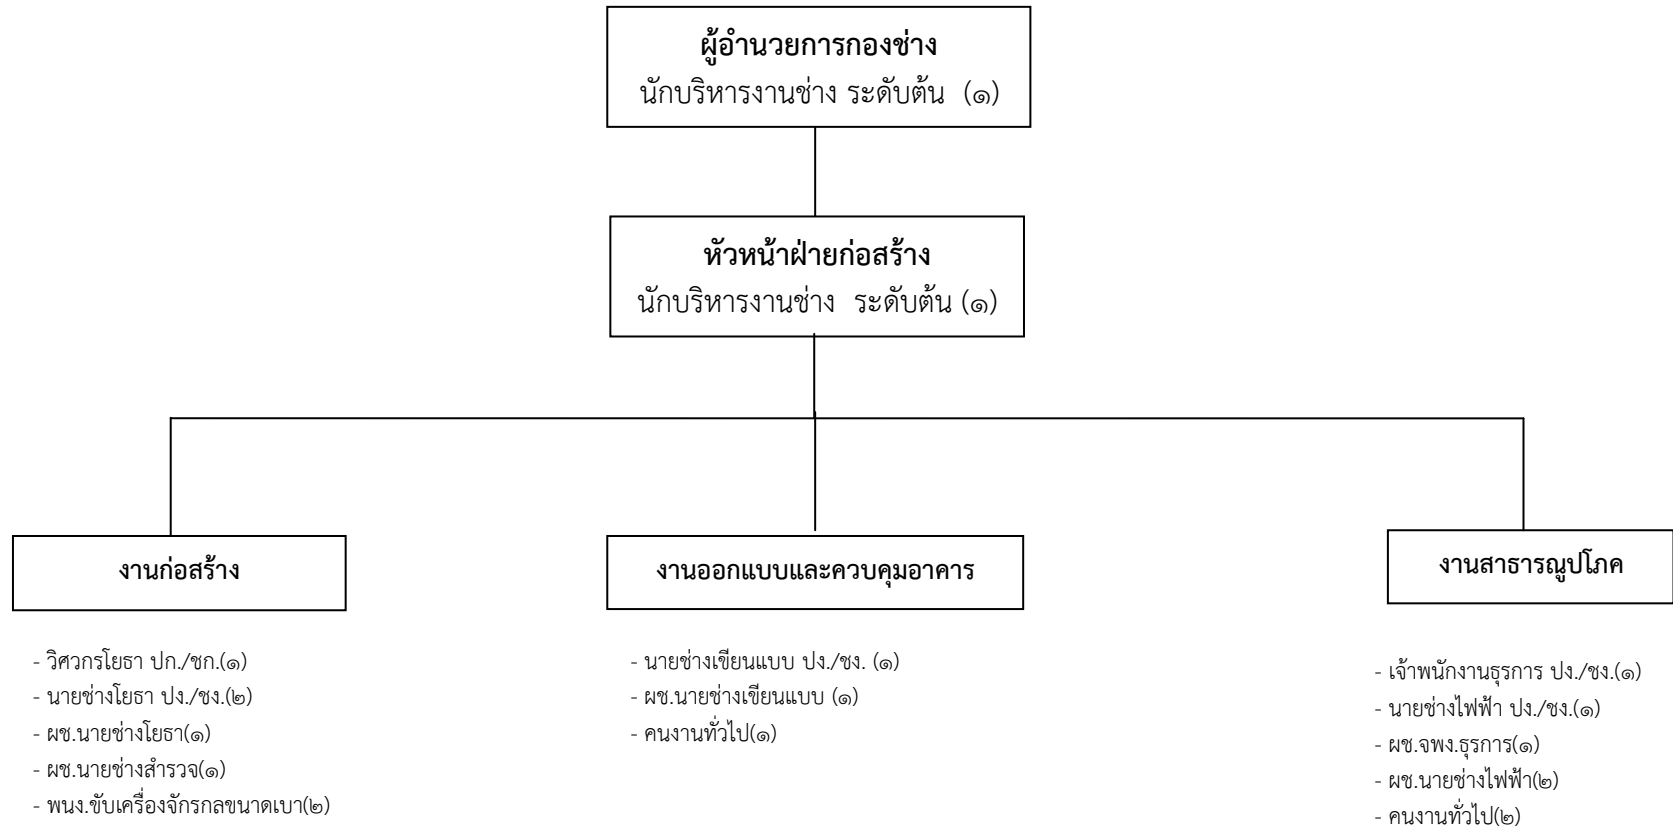 ผู้อำนวยการกองช่าง
นักบริหารงานช่าง ระดับต้น (๑)
หัวหน้าฝ่ายก่อสร้าง
นักบริหารงานช่าง ระดับต้น (๑)
งานก่อสร้าง
- วิศวกรโยธา ปก./ชก.(๑)
- นายช่างโยธา ปง./ชง.(๒)
- ผช.นายช่างโยธา(๑)
- ผช.นายช่างสำรวจ(๑)
- พนง.ขับเครื่องจักรกลขนาดเบา(๒)
งานออกแบบและควบคุมอาคาร
- นายช่างเขียนแบบ ปง./ชง. (๑)
- ผช.นายช่างเขียนแบบ (๑)
- คนงานทั่วไป(๑)
งานสาธารณูปโภค
- เจ้าพนักงานธุรการ ปง./ชง.(๑)
- นายช่างไฟฟ้า ปง./ชง.(๑)
- ผช.จพง.ธุรการ(๑)
- ผช.นายช่างไฟฟ้า(๒)
- คนงานทั่วไป(๒)